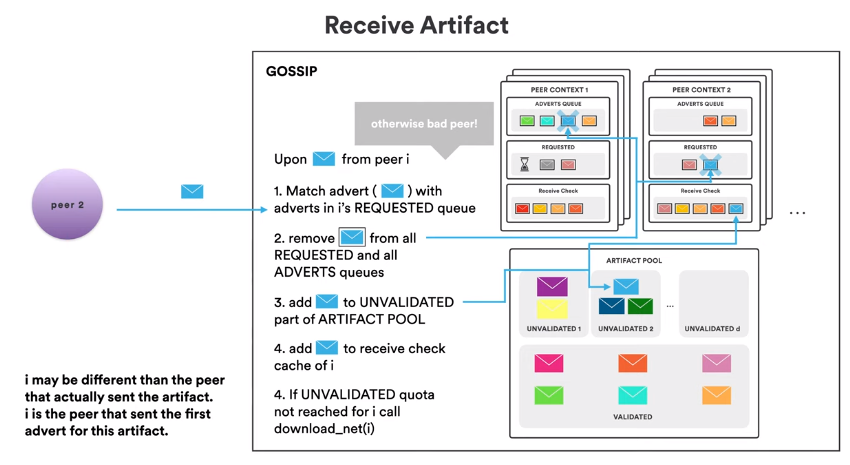 Receive Artifact
GOSSIP
otherwise bad peer!
Upon from peer i
1. Match advert ( ) with
adverts in i's REQUESTED queue
2. remove from all
REQUESTED and all
ADVERTS queues
3. add to UNVALIDATED
part of ARTIFACT POOL
4. add to receive check
cache of i
4. If UNVALIDATED quota
not reached for i call
download_net(i)
peer 2
i may be different than the peer
that actually sent the artifact.
i is the peer that sent the first
advert for this artifact.
PEER CONTEXT 1
ADVERTS QUEUE
REQUESTED
Receive Check
PEER CONTEXT 2
ADVERTS QUEUE
REQUESTED
Receive Check
...
ARTIFACT POOL
UNVALIDATED 1
UNVALIDATED 2
...
UNVALIDATED d
VALIDATED